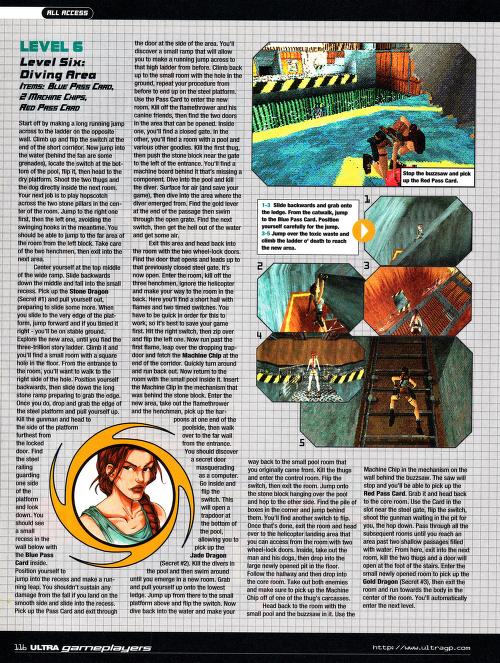 ALL ACCESS
LEVEL 6
Level Six:
Diving Area
ITEMS: BLUE PASS CARD,
2 MACHINE CHIPS,
RED PASS CARD
Start off by making a long running jump
across to the ladder on the opposite
wall. Climb up and flip the switch at the
end of the short corridor. Now jump into
the water (behind the fan are some
grenades), locate the switch at the bot-
tom of the pool, flip it, then head to the
dry platform. Shoot the two thugs and
the dog directly inside the next room.
Your next job is to play hopscotch
across the two stone pillars in the cen-
ter of the room. Jump to the right one
first, then the left one, avoiding the
swinging hooks in the meantime. You
should be able to jump to the far area of
the room from the left block. Take care
of the two henchmen, then exit into the
next area.
Center yourself at the top middle
of the wide ramp. Slide backwards
down the middle and fall into the small
recess. Pick up the Stone Dragon
(Secret #1) and pull yourself out,
preparing to slide some more. When
you slide to the very edge of the plat-
form, jump forward and if you timed it
right - you'll be on stable ground.
Explore the new area, until you find the
three-trillion story ladder. Climb it and
you'll find a small room with a square
hole in the floor. From the entrance to
the room, you'll want to walk to the
right side of the hole. Position yourself
backwards, then slide down the long
stone ramp preparing to grab the edge.
Once you do, drop and grab the edge of
the steel platform and pull yourself up.
Kill the gunman and head to
the side of the platform
furthest from
the locked
door. Find
the steel
railing
guarding
one side
of the
platform
and look
down. You
should see
a small
recess in the
wall below with
the Blue Pass
Card inside.
Position yourself to
jump into the recess and make a run-
ning leap. You shouldn't sustain any
damage from the fall if you land on the
smooth side and slide into the recess.
Pick up the Pass Card and exit through
the door at the side of the area. You'll
discover a small ramp that will allow
you to make a running jump across to
that high ladder from before. Climb back
up to the small room with the hole in the
ground, repeat your procedure from
before to end up on the steel platform.
Use the Pass Card to enter the new
room. Kill off the flamethrower and his
canine friends, then find the two doors
in the area that can be opened. Inside
one, you'll find a closed gate. In the
other, you'll find a room with a pool and
various other goodies. Kill the first thug,
then push the stone block near the gate
to the left of the entrance. You'll find a
machine board behind it that's missing a
component. Dive into the pool and kill
the diver. Surface for air (and save your
game), then dive into the area where the
diver emerged from. Find the gold lever
at the end of the passage then swim
through the open grate. Find the next
switch, then get the hell out of the water
and get some air.
Exit this area and head back into
the room with the two wheel-lock doors.
Find the door that opens and leads up to
that previously closed steel gate. It's
now open. Enter the room, kill off the
three henchmen, ignore the helicopter
and make your way to the room in the
back. Here you'll find a short hall with
flames and two timed switches. You
have to be quick in order for this to
work, so it's best to save your game
first. Hit the right switch, then zip over
and flip the left one. Now run past the
first flame, leap over the dropping trap-
door and fetch the Machine Chip at the
end of the corridor. Quickly turn around
and run back out. Now return to the
room with the small pool inside it. Insert
the Machine Chip in the mechanism that
was behind the stone block. Enter the
new area, take out the flamethrower
and the henchman, pick up the har-
poons at one end of the
poolside, then walk
over to the far wall
from the entrance.
You should discover
a secret door
masquerading
as a computer.
Go inside and
flip the
switch. This
will open a
trapdoor at
the bottom of
the pool,
allowing you to
pick up the
Jade Dragon
(Secret #2). Kill the divers in
the pool and then swim around
until you emerge in a new room. Grab
and pull yourself up onto the lowest
ledge. Jump up from there to the small
platform above and flip the switch. Now
dive back into the water and make your
Stop the buzzsaw and pick
up the Red Pass Card.
1-3 Slide backwards and grab onto
the ledge. From the catwalk, jump
to the Blue Pass Card. Position
yourself carefully for the jump.
3-5 Jump over the toxic waste and
climb the ladder o' death to reach
the new area.
1
2
3
4
5
way back to the small pool room that
you originally came from. Kill the thugs
and enter the control room. Flip the
switch, then exit the room. Jump onto
the stone block hanging over the pool
and hop to the other side. Find the pile of
boxes in the corner and jump behind
them. You'll find another switch to flip.
Once that's done, exit the room and head
over to the helicopter landing area that
you can access from the room with two
wheel-lock doors. Inside, take out the
man and his dogs, then drop into the
large newly opened pit in the floor.
Follow the hallway and then drop into
the core room. Take out both enemies
and make sure to pick up the Machine
Chip off of one of the thug's carcasses.
Head back to the room with the
small pool and the buzzsaw in it. Use the
Machine Chip in the mechanism on the
wall behind the buzzsaw. The saw will
stop and you'll be able to pick up the
Red Pass Card. Grab it and head back
to the core room. Use the Card in the
slot near the steel gate, flip the switch,
shoot the gunman waiting in the pit for
you, the hop down. Pass through all the
subsequent rooms until you reach an
area past two shallow passages filled
with water. From here, exit into the next
room, kill the two thugs and a door will
open at the foot of the stairs. Enter the
small newly opened room to pick up the
Gold Dragon (Secret #3), then exit the
room and run towards the body in the
center of the room. You'll automatically
enter the next level.
116 ULTRA gameplayers
http://www.ultragp.com